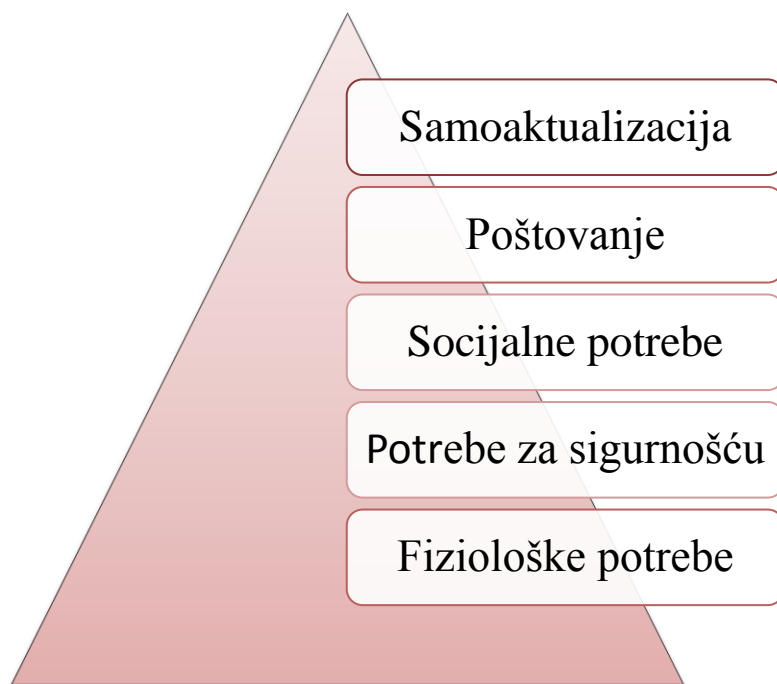 Samoaktualizacija
Poštovanje
Socijalne potrebe
Potrebe za sigurnošću
Fiziološke potrebe